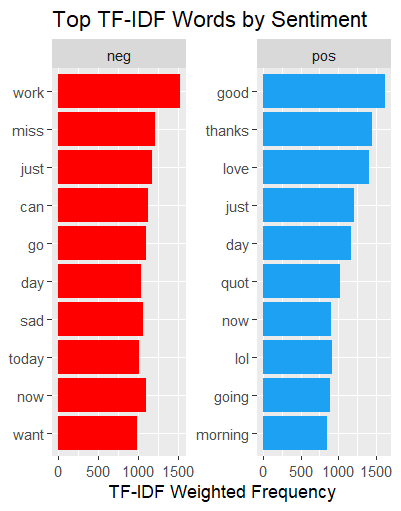 Top TF-IDF Words by Sentiment
neg
work
miss
just
can
go
day
sad
today
now
want
0 500 1000 1500
pos
good
thanks
love
just
day
quot
now
lol
going
morning
0 500 1000 1500
TF-IDF Weighted Frequency